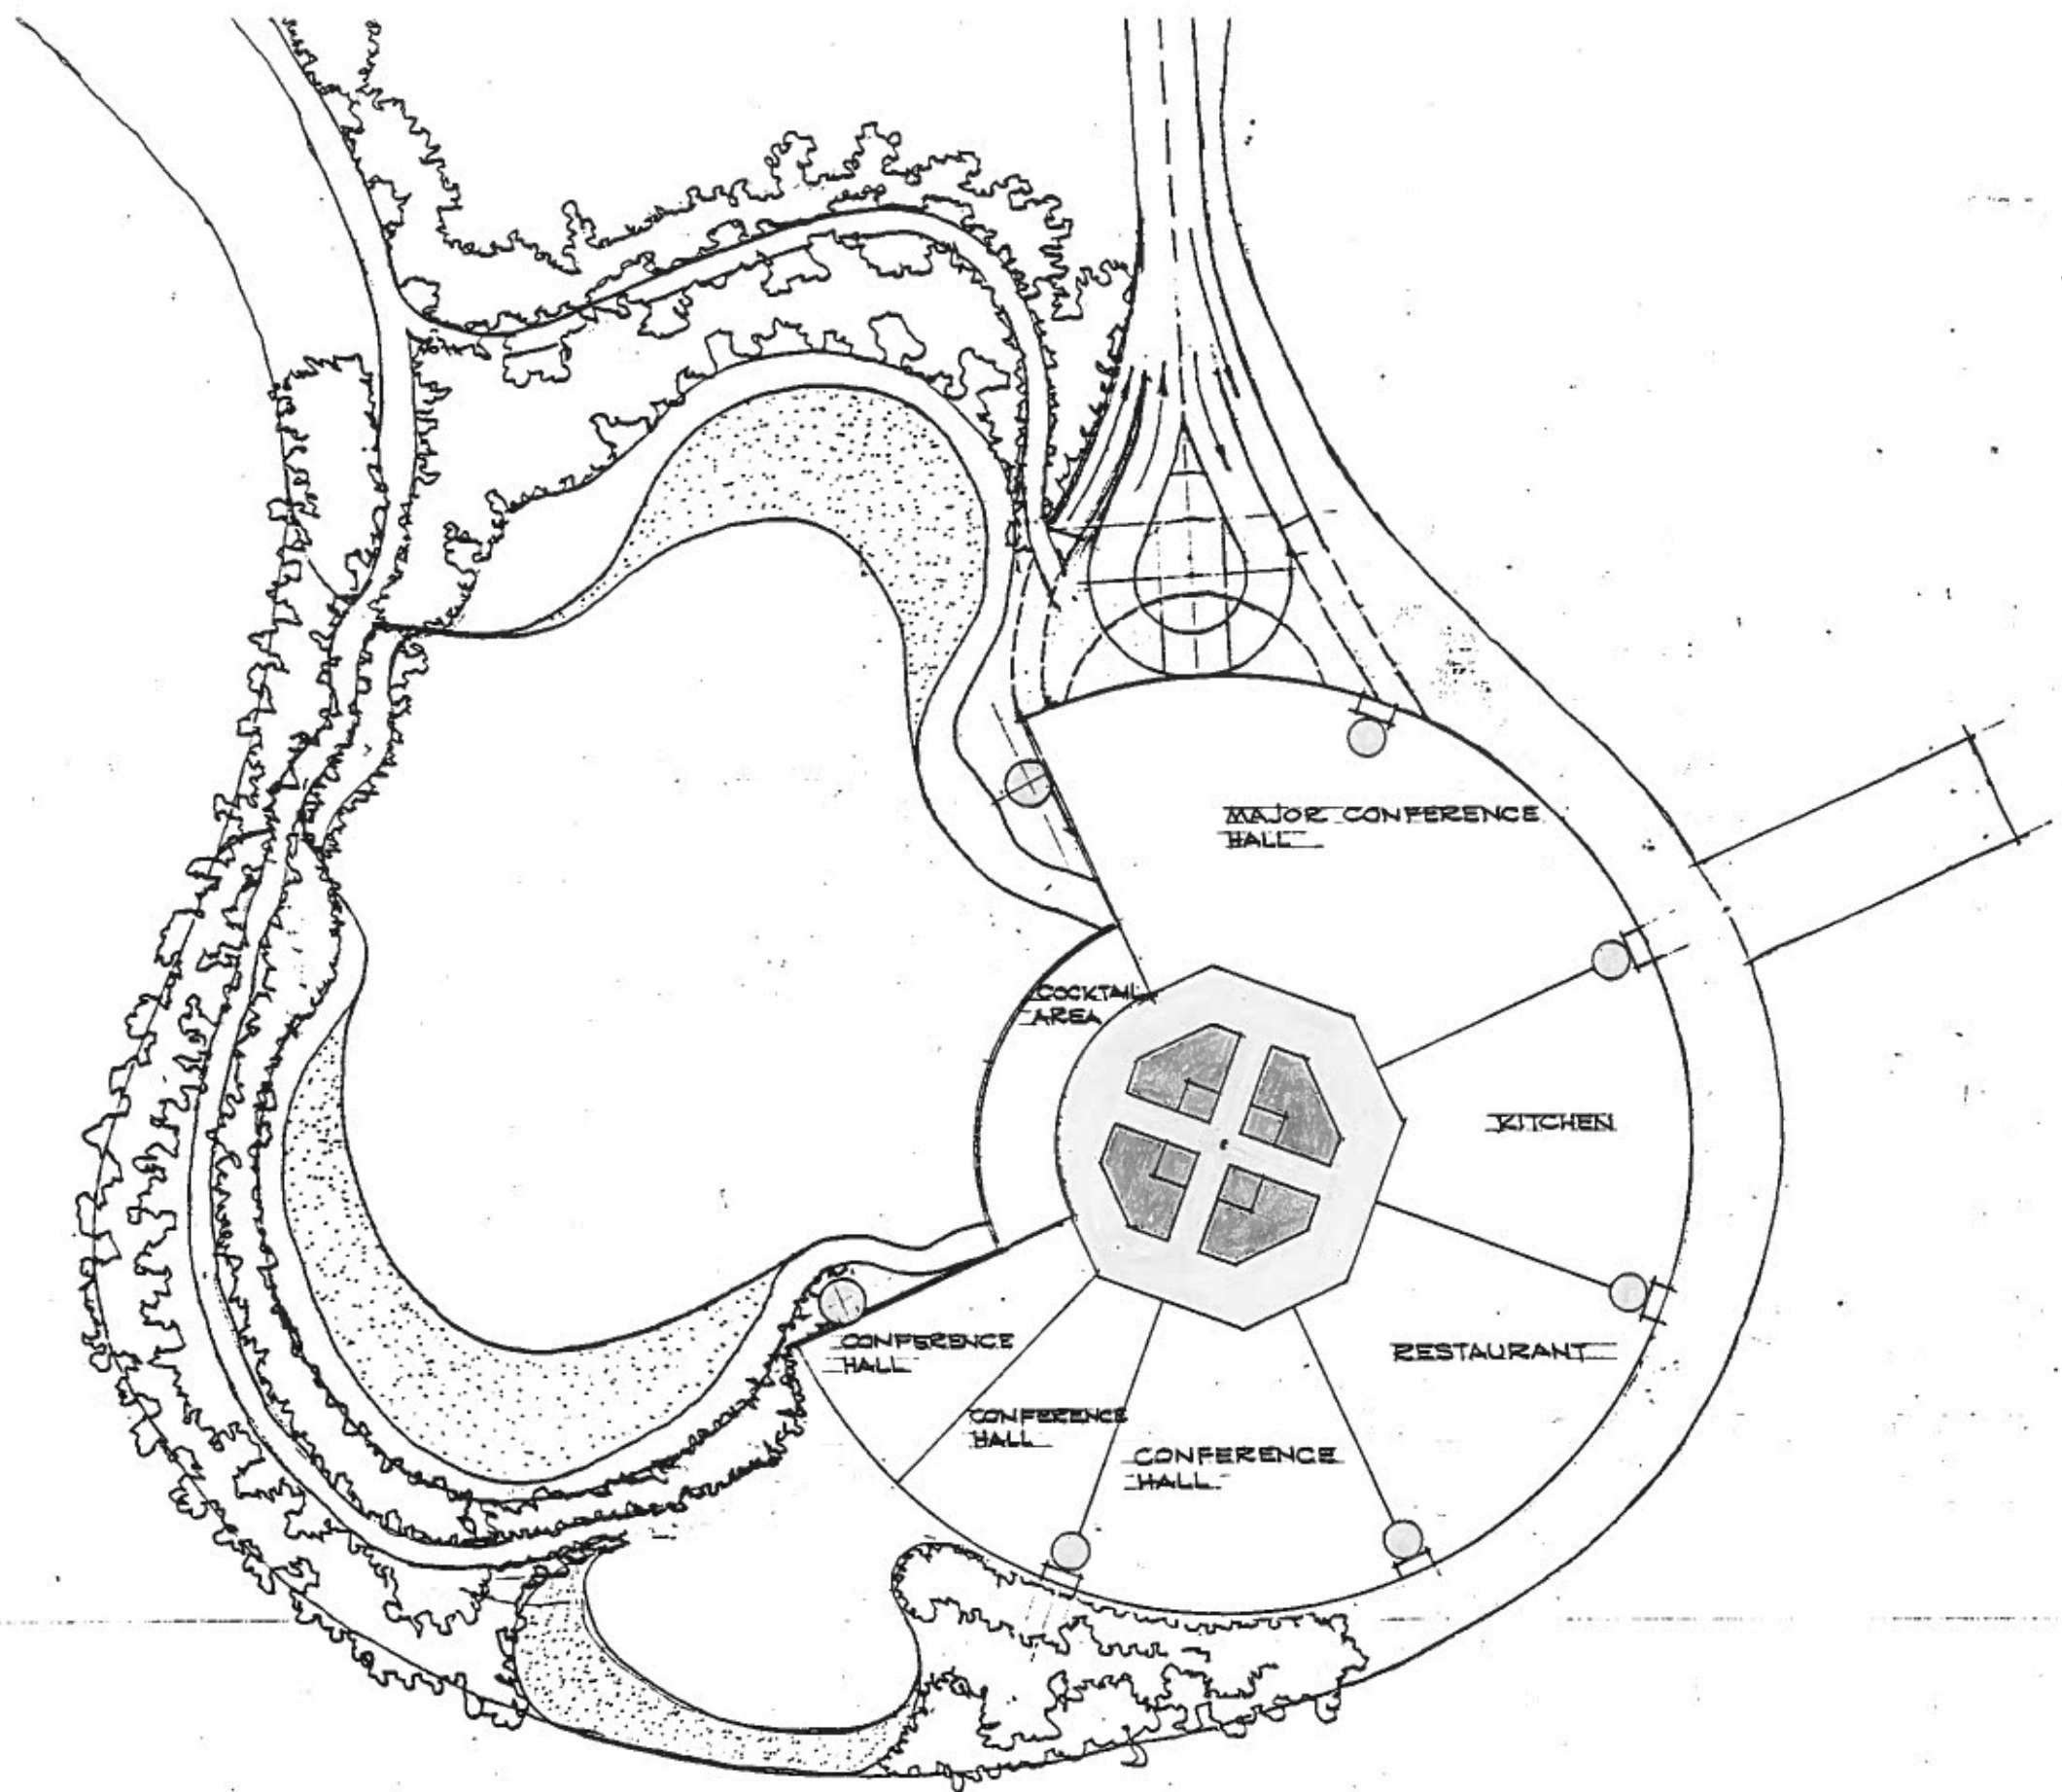 MAJOR CONFERENCE
HALL
COCKTAIL
AREA
KITCHEN
CONFERENCE
HALL
RESTAURANT
CONFERENCE
HALL
CONFERENCE
HALL